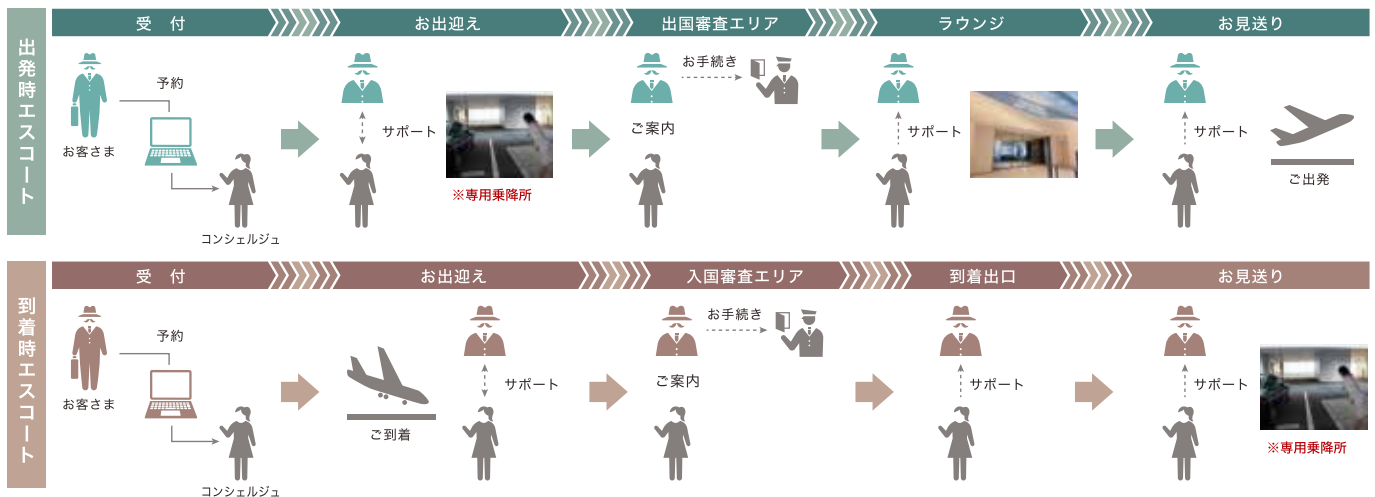 出発時エスコート
受　付
お出迎え
出国審査エリア
ラウンジ
お見送り
予約
お客さま
コンシェルジュ
サポート
※専用乗降所
お手続き
ご案内
サポート
サポート
ご出発
到着時エスコート
受　付
お出迎え
入国審査エリア
到着出口
お見送り
予約
お客さま
コンシェルジュ
ご到着
サポート
お手続き
ご案内
サポート
サポート
※専用乗降所